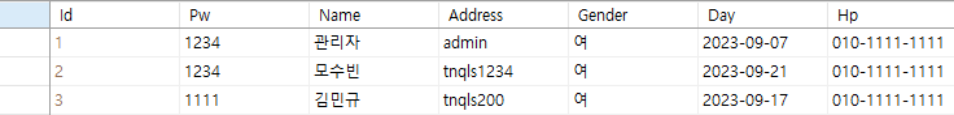 Id Pw Name Address Gender Day Hp
1 1234 관리자 admin 여 2023-09-07 010-1111-1111
2 1234 모수빈 tnqls1234 여 2023-09-21 010-1111-1111
3 1111 김민규 tnqls200 여 2023-09-17 010-1111-1111